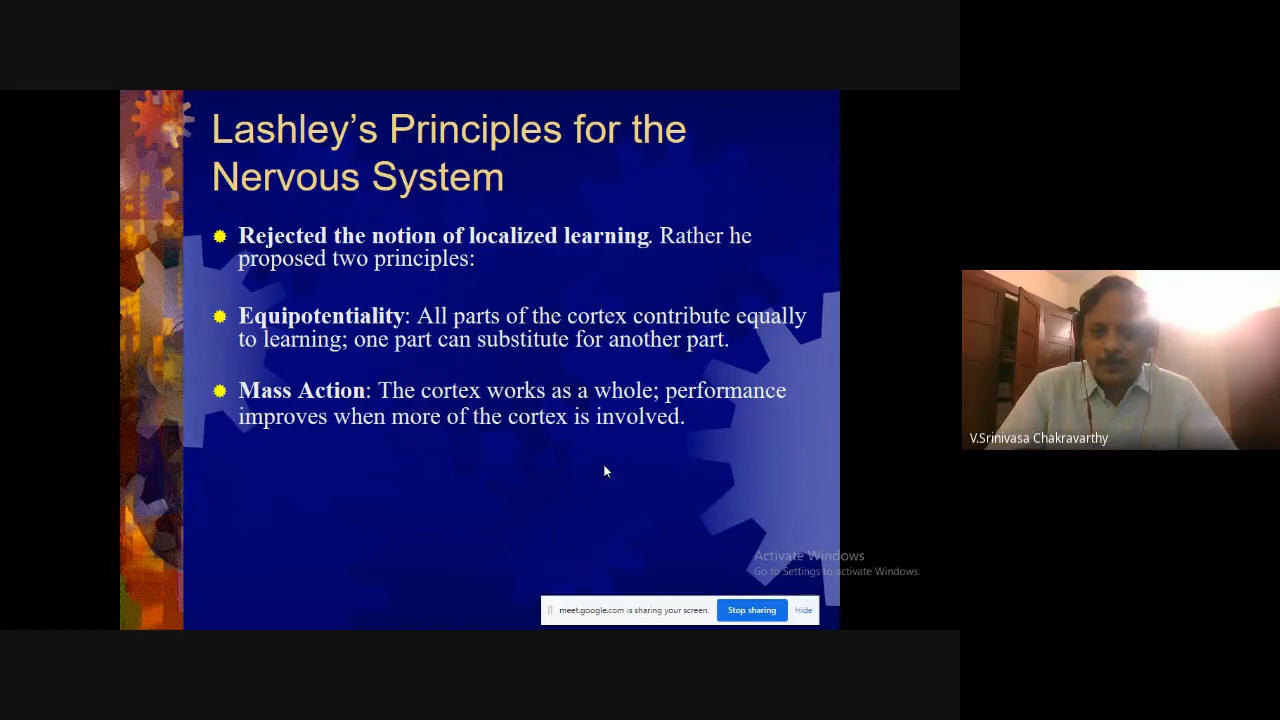 Lashley’s Principles for the
Nervous System
Rejected the notion of localized learning. Rather he
proposed two principles:
Equipotentiality: All parts of the cortex contribute equally
to learning; one part can substitute for another part.
Mass Action: The cortex works as a whole; performance
improves when more of the cortex is involved.
V.Srinivasa Chakravarthy
Activate Windows
Go to Settings to activate Windows.
meet.google.com is sharing your screen. Stop sharing Hide